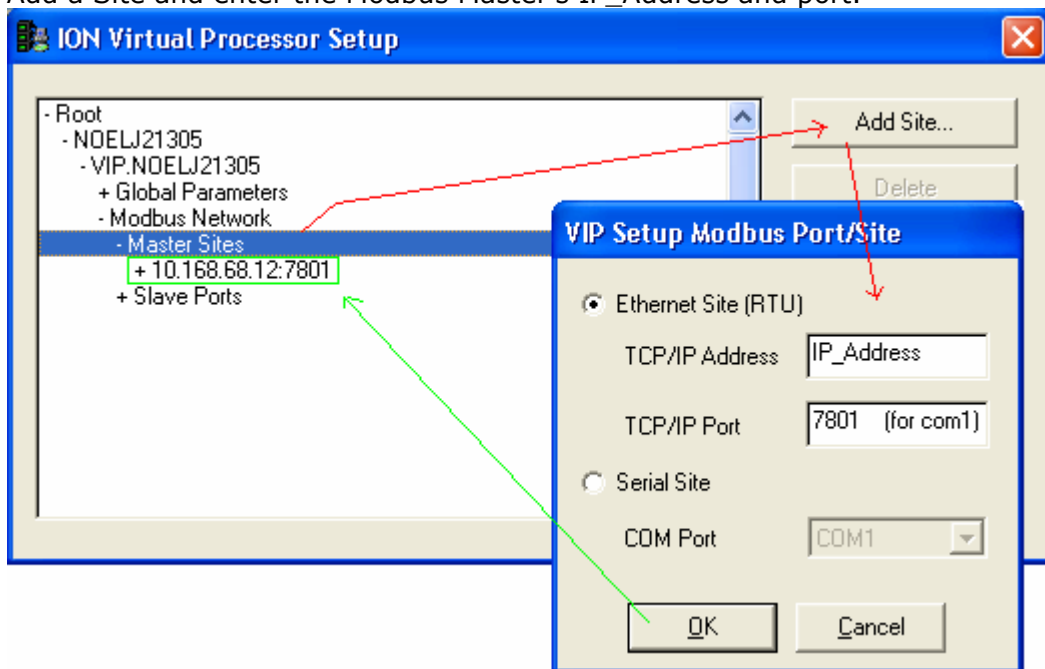 Add a Site and enter the Modbus Master's IP_Address and port.
ION Virtual Processor Setup
- Root
- NOELJ21305
- VIP.NOELJ21305
+ Global Parameters
- Modbus Network
- Master Sites
+ 10.168.68.12:7801
+ Slave Ports
Add Site...
Delete
VIP Setup Modbus Port/Site
Ethernet Site (RTU)
TCP/IP Address IP_Address
TCP/IP Port 7801 (for com1)
Serial Site
COM Port COM1
OK Cancel